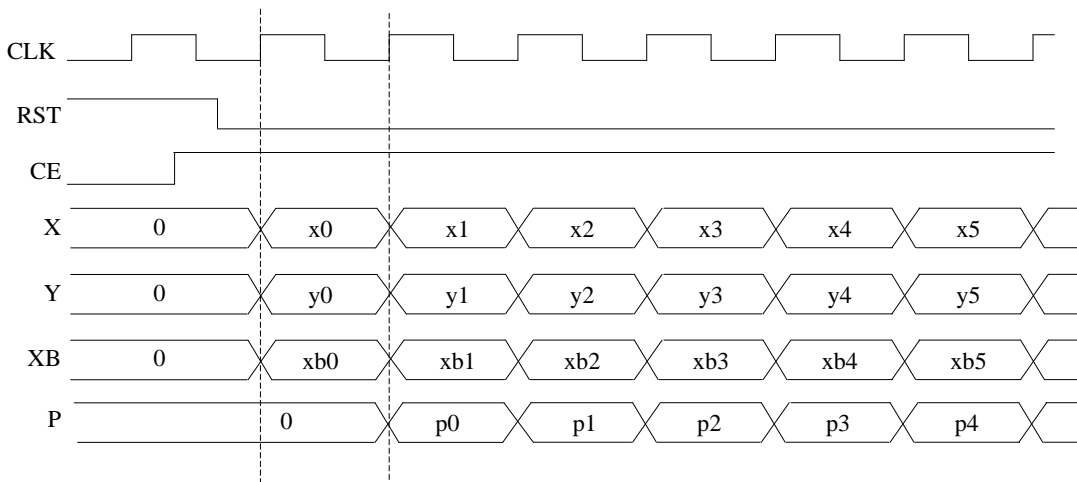 CLK
RST
CE
X 0 x0 x1 x2 x3 x4 x5
Y 0 y0 y1 y2 y3 y4 y5
XB 0 xb0 xb1 xb2 xb3 xb4 xb5
P 0 p0 p1 p2 p3 p4